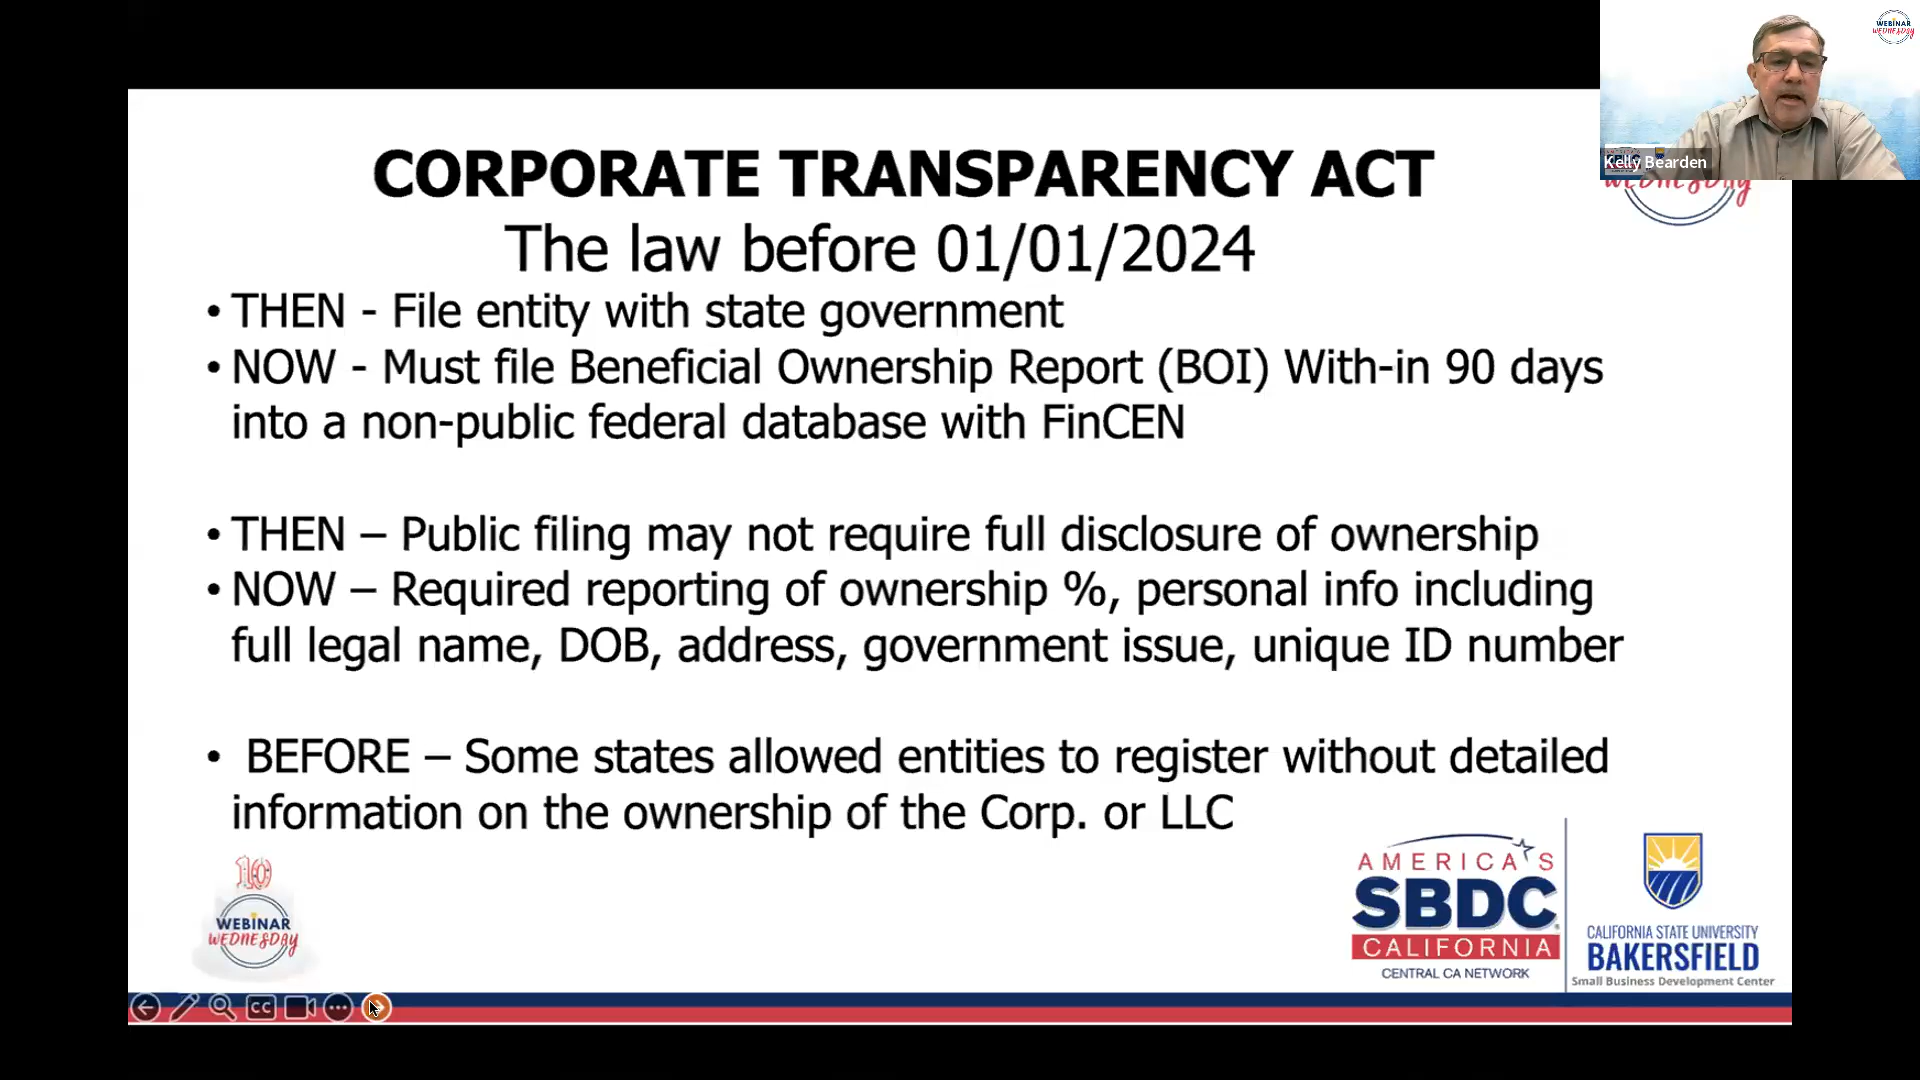 WEBINAR
WEDNESDAY
Kelly Bearden
WEDNESDAY
CORPORATE TRANSPARENCY ACT
The law before 01/01/2024
• THEN - File entity with state government
• NOW - Must file Beneficial Ownership Report (BOI) With-in 90 days
into a non-public federal database with FinCEN
• THEN – Public filing may not require full disclosure of ownership
• NOW – Required reporting of ownership %, personal info including
full legal name, DOB, address, government issue, unique ID number
• BEFORE – Some states allowed entities to register without detailed
information on the ownership of the Corp. or LLC
10
WEBINAR
WEDNESDAY
AMERICA'S
SBDC
CALIFORNIA
CENTRAL CA NETWORK
CALIFORNIA STATE UNIVERSITY
BAKERSFIELD
Small Business Development Center
CC